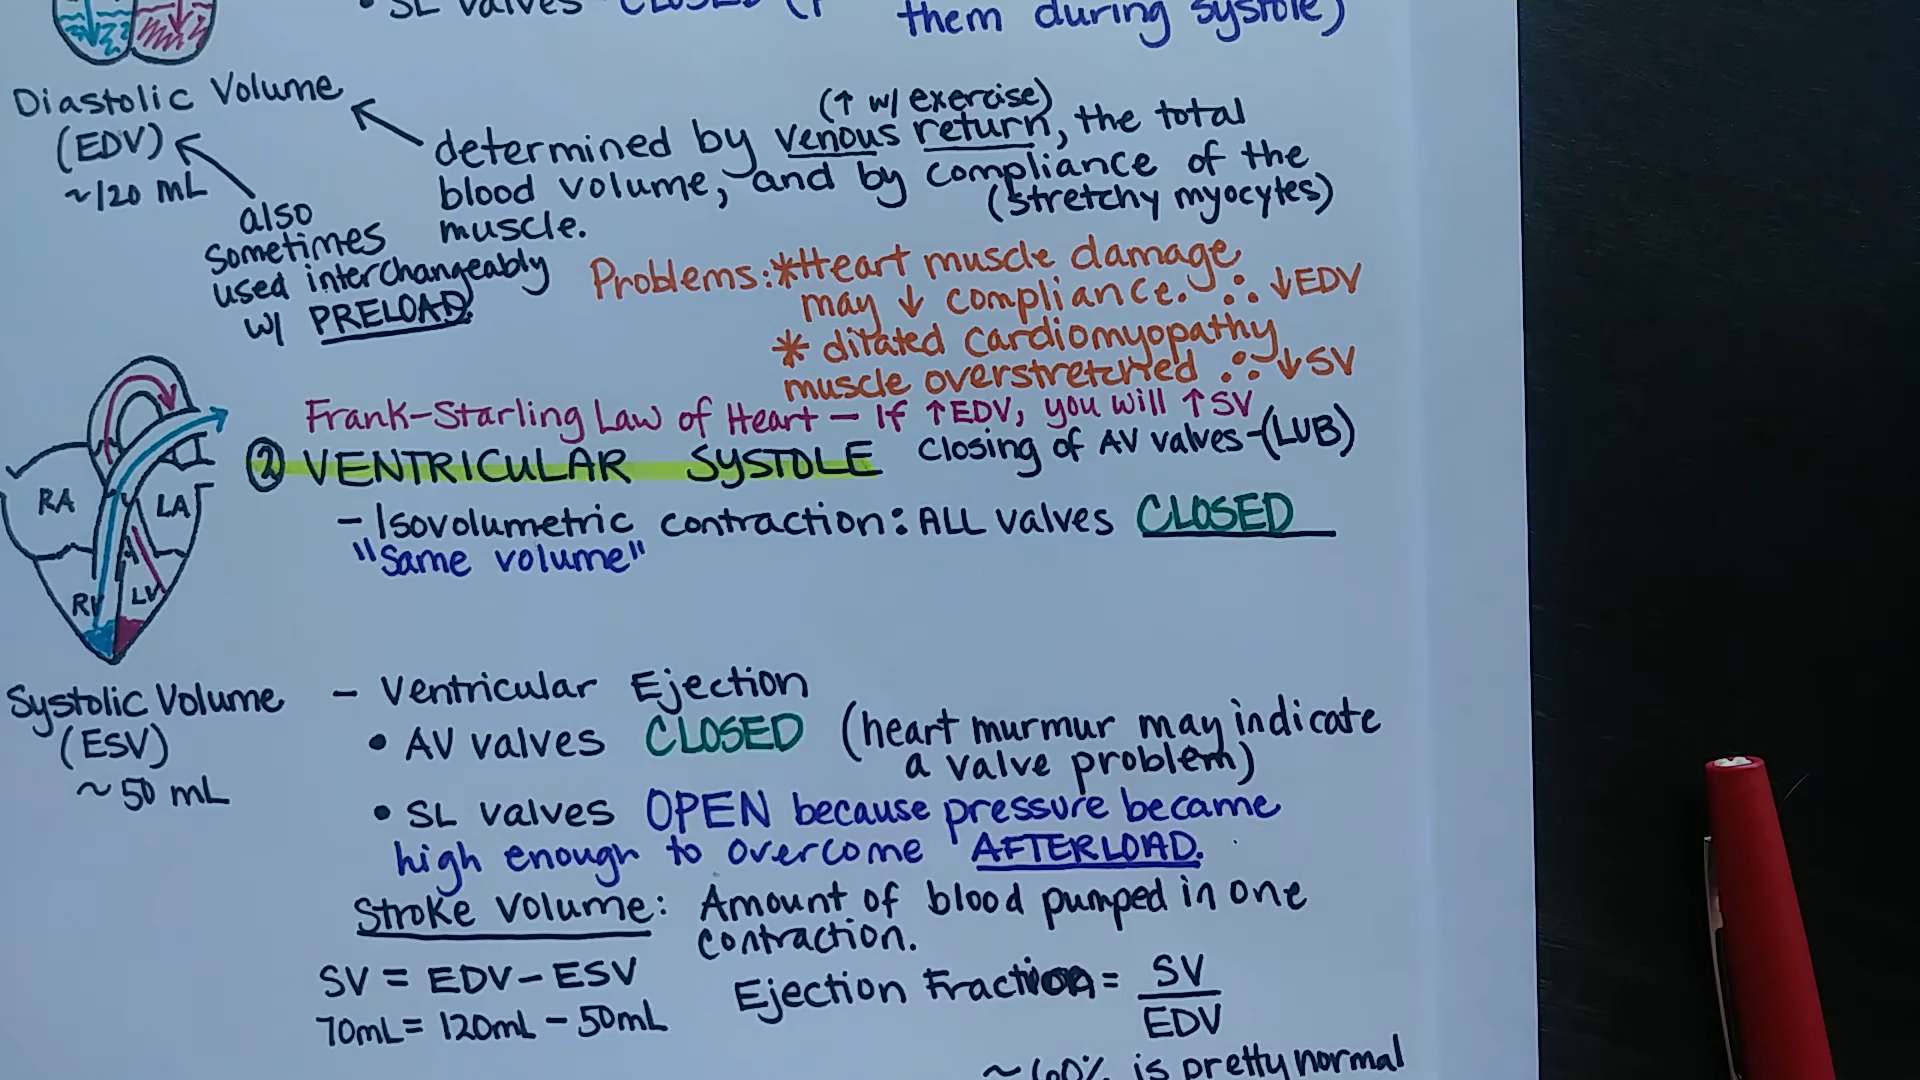 • SL valves CLOSED (
them during systole)
Diastolic Volume
(EDV)
~120 mL
(↑ w/ exercise)
determined by venous return, the total
blood volume, and by compliance of the
(stretchy myocytes)
muscle.
also
sometimes
used interchangeably
w/ PRELOAD.
Problems: *Heart muscle damage
may ↓ compliance. ∴ ↓EDV
* dilated cardiomyopathy
muscle overstretched ∴ ↓SV
Frank-Starling Law of Heart – If ↑EDV, you will ↑SV
② VENTRICULAR SYSTOLE closing of AV valves-(LUB)
– Isovolumetric contraction: ALL valves CLOSED
"Same volume"
RA
LA
RV
LV
Systolic Volume
(ESV)
~50 mL
– Ventricular Ejection
• AV valves CLOSED (heart murmur may indicate
a valve problem)
• SL valves OPEN because pressure became
high enough to overcome AFTERLOAD.
Stroke Volume: Amount of blood pumped in one
contraction.
SV = EDV – ESV
70mL = 120mL – 50mL
Ejection Fraction = SV
EDV
~60% is pretty normal